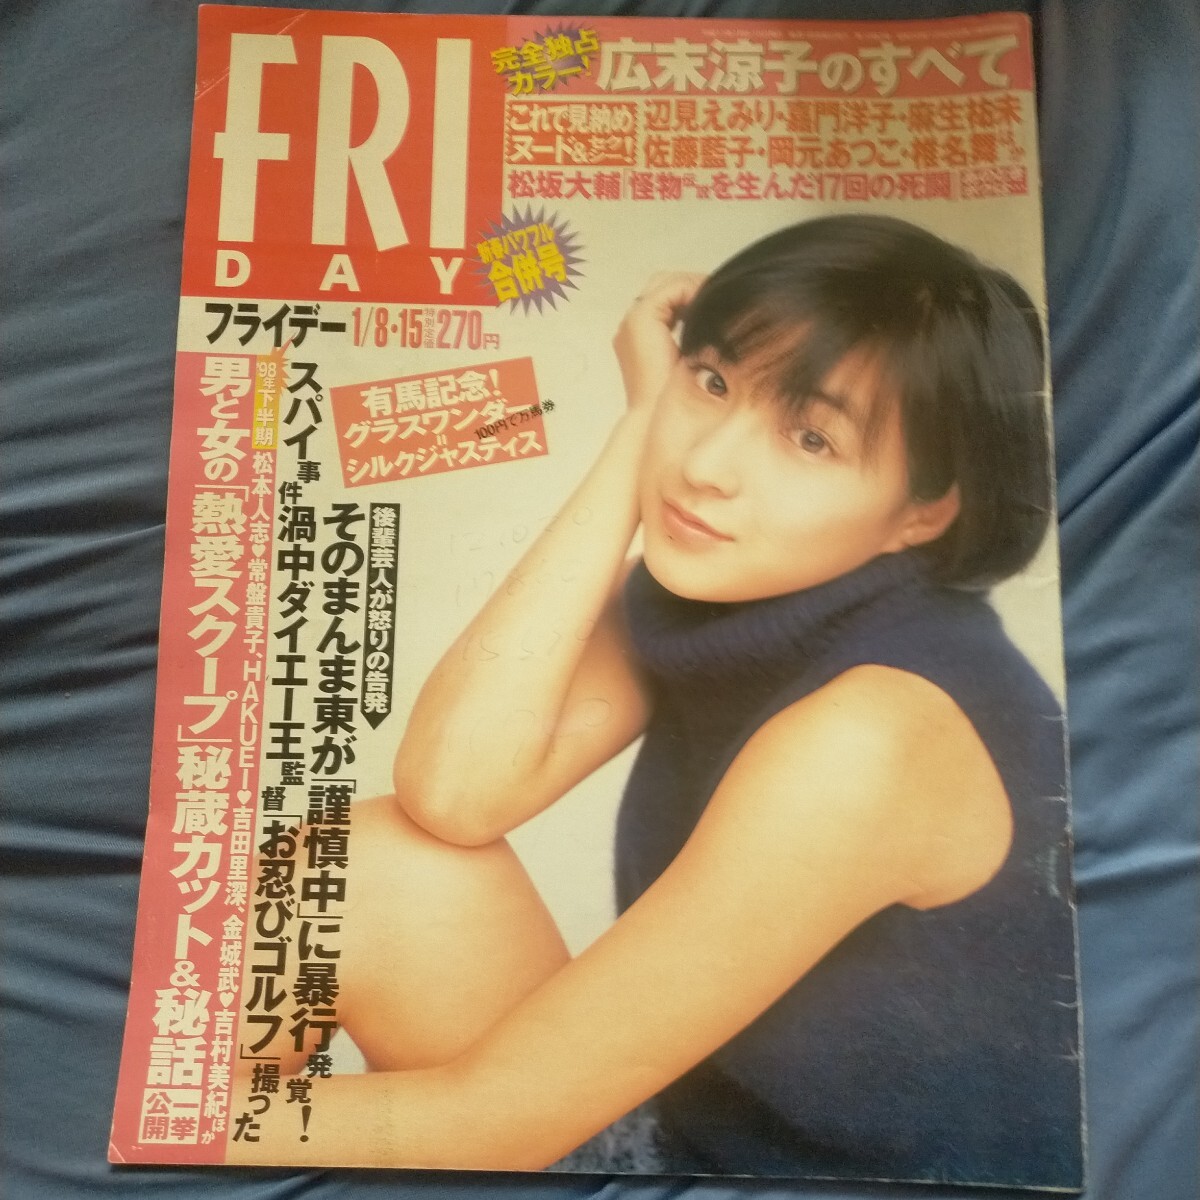 FRI
DAY
完全独占
カラー!
広末涼子のすべて
これで見納め
ヌード&セクシー!
辺見えみり・嘉門洋子・麻生祐未
佐藤藍子・岡元あつこ・椎名舞ほか
松坂大輔「怪物を生んだ17回の死闘」
新春パワフル
合併号
フライデー 1/8・15 特別定価 270円
有馬記念!
グラスワンダー
=
シルクジャスティス
100円で万馬券
後輩芸人が怒りの告発
そのまんま東が「謹慎中」に暴行発覚!
スパイ事件渦中ダイエー王監督「お忍びゴルフ」撮った
'98年下半期
松本人志♥常盤貴子、HAKUEI♥吉田里深、金城武♥吉村美紀ほか
男と女の「熱愛スクープ」秘蔵カット&秘話
一挙
公開